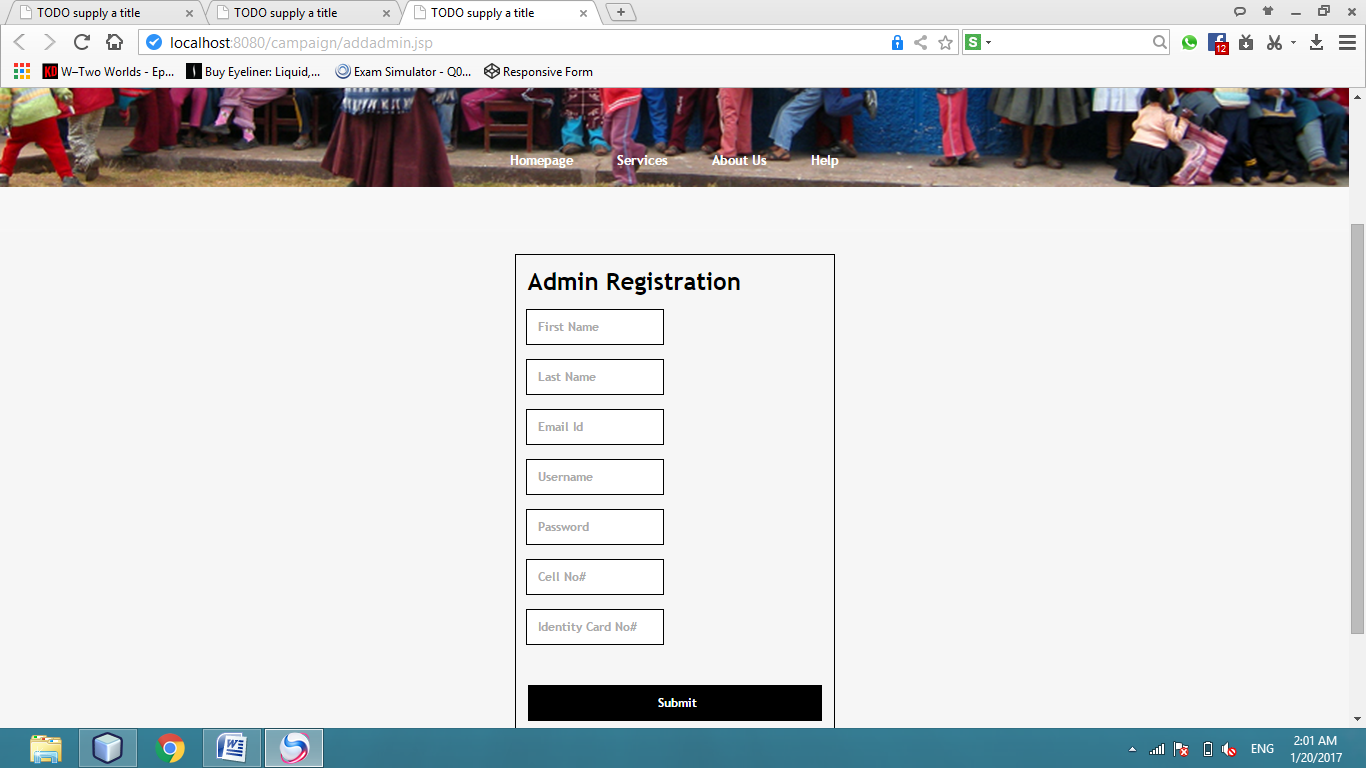 TODO supply a title TODO supply a title TODO supply a title
localhost:8080/campaign/addadmin.jsp S 12
KD W–Two Worlds - Ep... Buy Eyeliner: Liquid,... Exam Simulator - Q0... Responsive Form
Homepage Services About Us Help
Admin Registration
First Name
Last Name
Email Id
Username
Password
Cell No#
Identity Card No#
Submit
W ENG 2:01 AM
1/20/2017